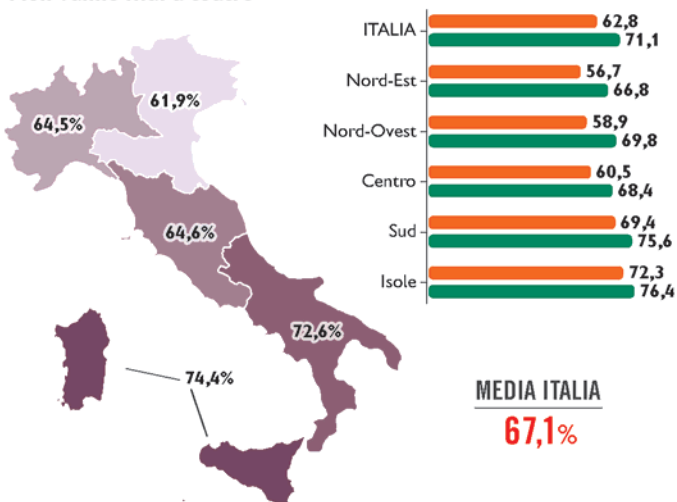 61,9%
64,5%
64,6%
72,6%
74,4%
ITALIA
62,8
71,1
Nord-Est
56,7
66,8
Nord-Ovest
58,9
69,8
Centro
60,5
68,4
Sud
69,4
75,6
Isole
72,3
76,4
MEDIA ITALIA
67,1%